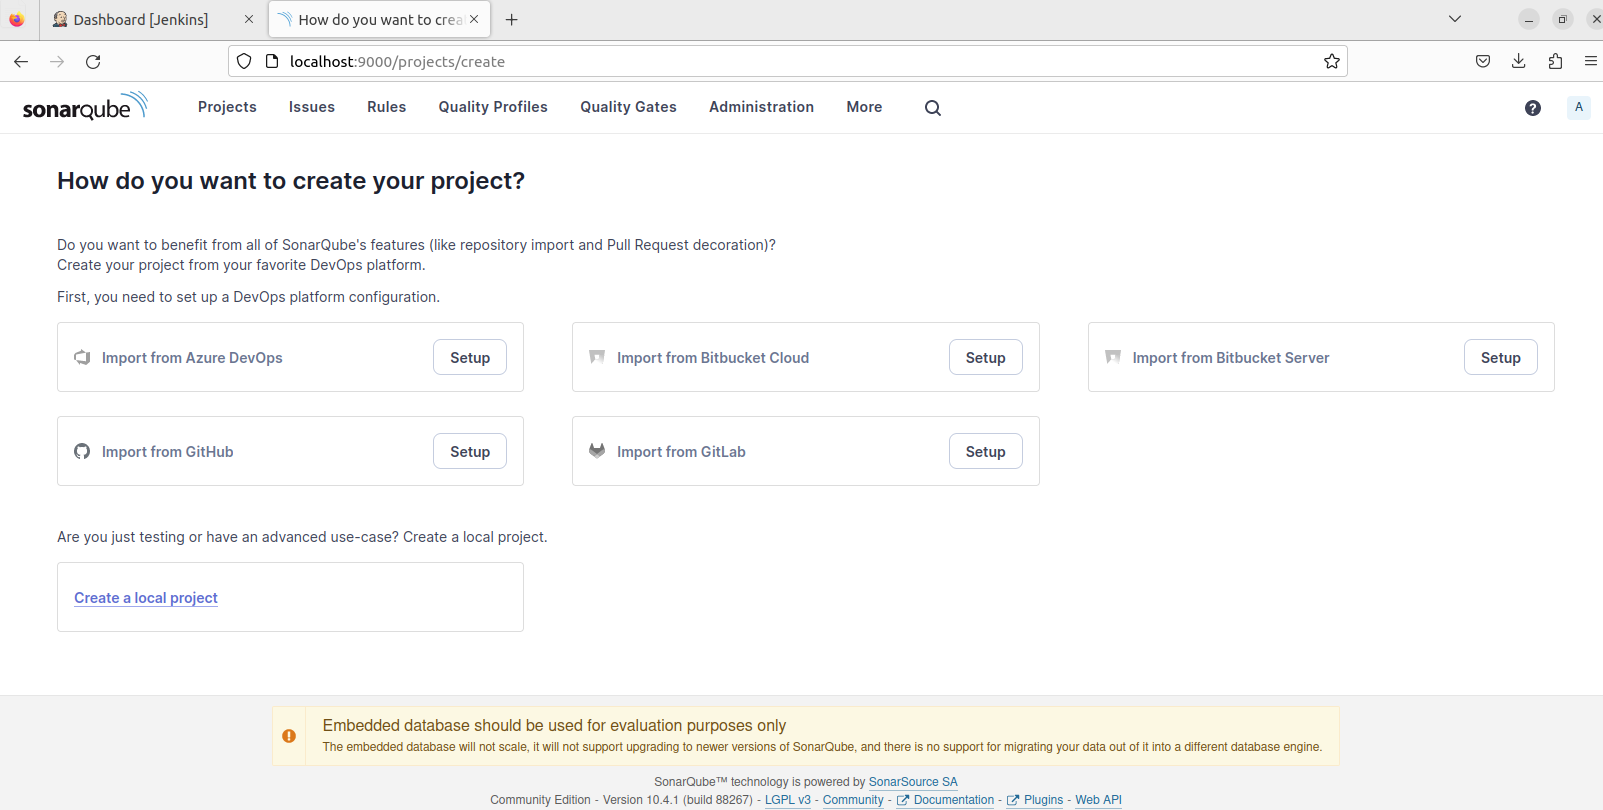 Dashboard [Jenkins]
How do you want to crea
localhost:9000/projects/create
sonarqube
Projects
Issues
Rules
Quality Profiles
Quality Gates
Administration
More
A
How do you want to create your project?
Do you want to benefit from all of SonarQube's features (like repository import and Pull Request decoration)?
Create your project from your favorite DevOps platform.
First, you need to set up a DevOps platform configuration.
Import from Azure DevOps
Setup
Import from Bitbucket Cloud
Setup
Import from Bitbucket Server
Setup
Import from GitHub
Setup
Import from GitLab
Setup
Are you just testing or have an advanced use-case? Create a local project.
Create a local project
Embedded database should be used for evaluation purposes only
The embedded database will not scale, it will not support upgrading to newer versions of SonarQube, and there is no support for migrating your data out of it into a different database engine.
SonarQube™ technology is powered by SonarSource SA
Community Edition - Version 10.4.1 (build 88267) - LGPL v3 - Community - Documentation - Plugins - Web API